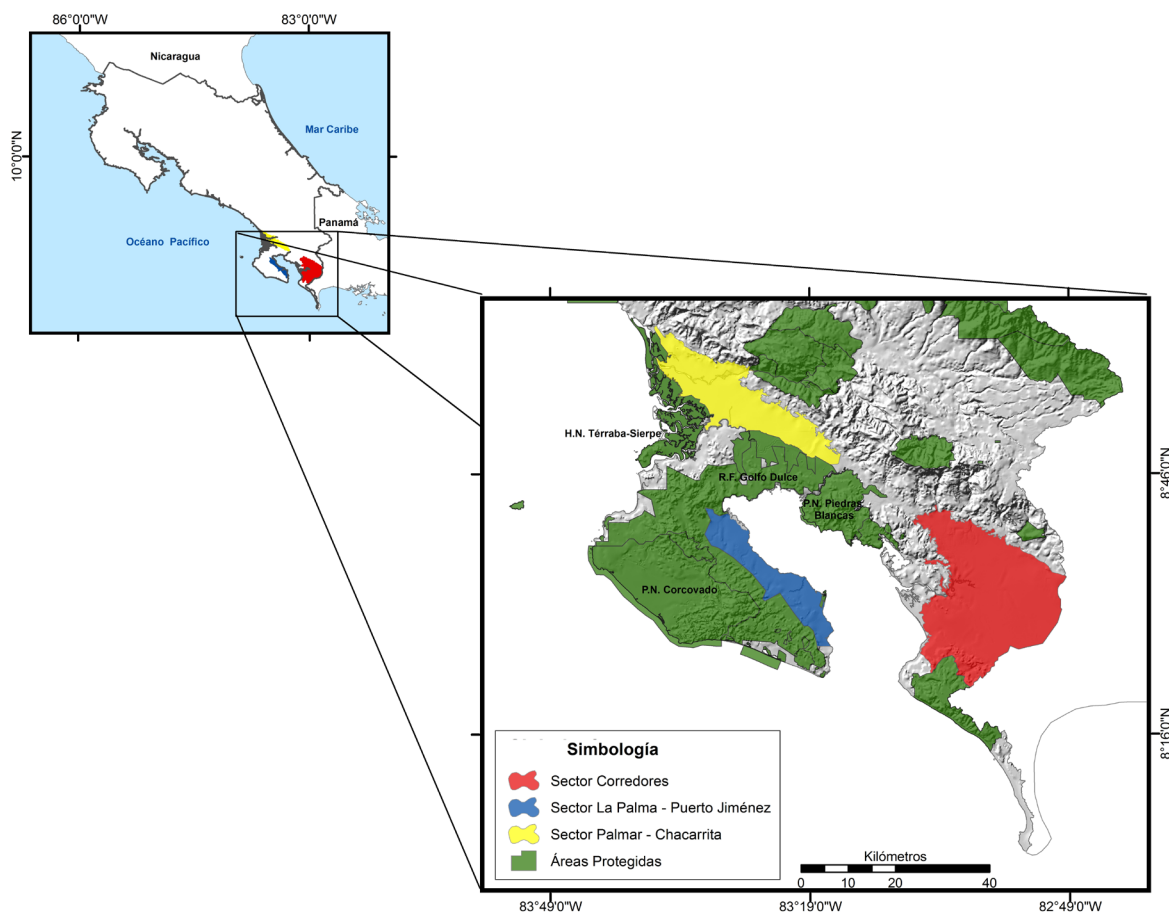 86°0'0"W
83°0'0"W
10°0'0"N
Nicaragua
Mar Caribe
Panamá
Océano Pacífico
H.N. Térraba-Sierpe
R.F. Golfo Dulce
P.N. Piedras
Blancas
P.N. Corcovado
8°46'0"N
8°16'0"N
Simbología
Sector Corredores
Sector La Palma - Puerto Jiménez
Sector Palmar - Chacarrita
Áreas Protegidas
Kilómetros
0 10 20 40
83°49'0"W
83°19'0"W
82°49'0"W